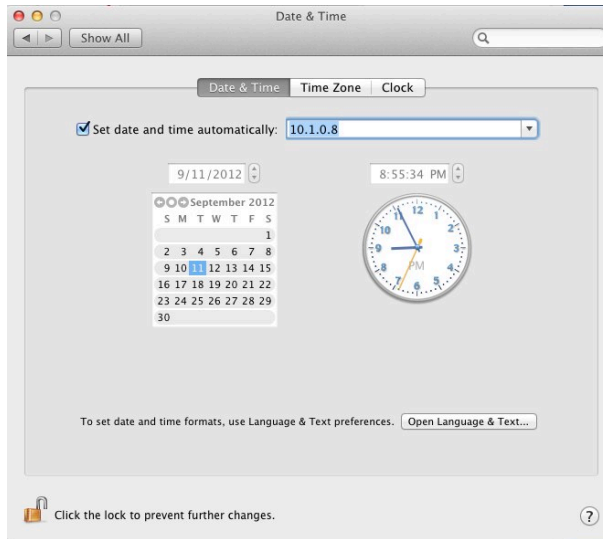 Date & Time
Show All
Date & Time Time Zone Clock
Set date and time automatically: 10.1.0.8
9/11/2012 8:55:34 PM
September 2012
S M T W T F S
1
2 3 4 5 6 7 8
9 10 11 12 13 14 15
16 17 18 19 20 21 22
23 24 25 26 27 28 29
30
12
11
1
10
2
9
3
PM
8
4
7
5
6
To set date and time formats, use Language & Text preferences. Open Language & Text...
Click the lock to prevent further changes. ?